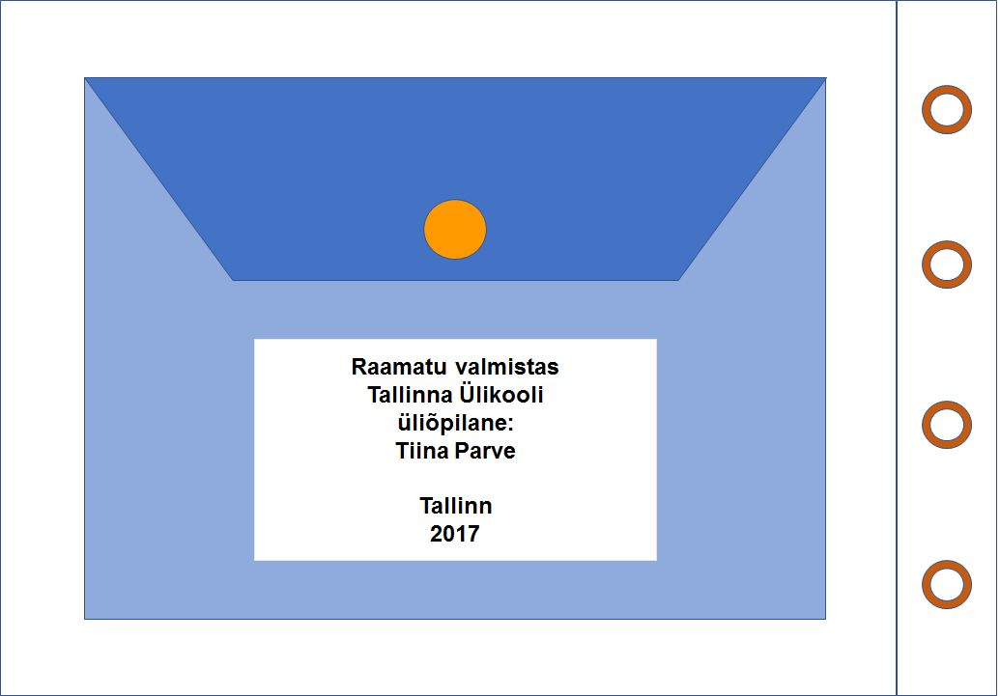 Raamatu valmistas
Tallinna Ülikooli
üliõpilane:
Tiina Parve
Tallinn
2017